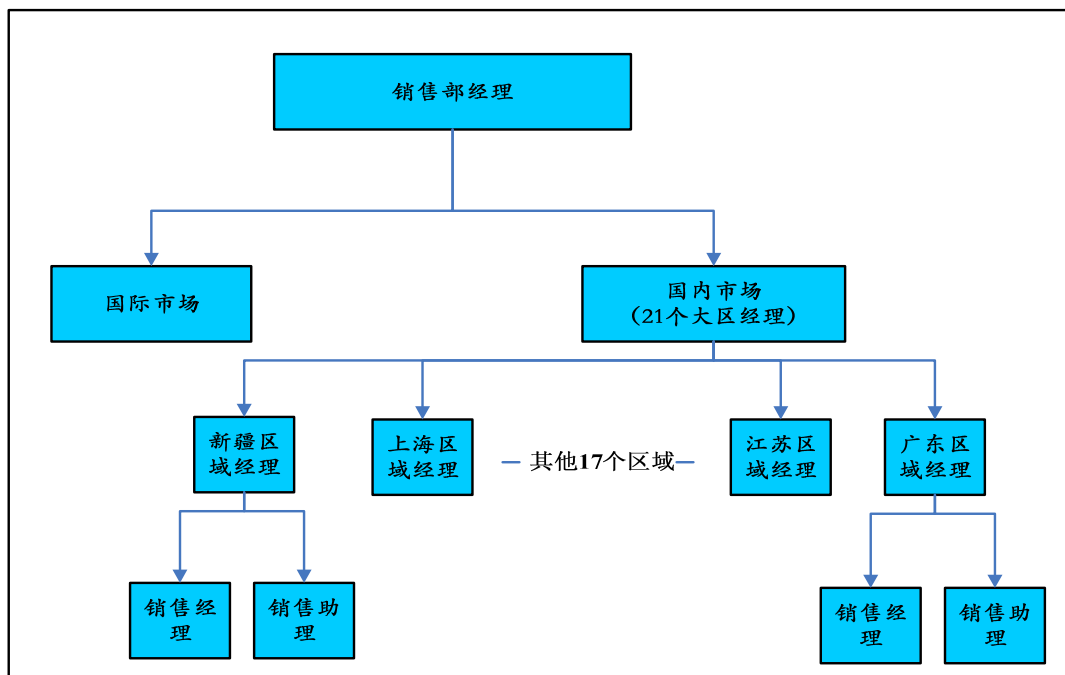 销售部经理
国际市场
国内市场
(21个大区经理)
新疆区
域经理
上海区
域经理
其他17个区域
江苏区
域经理
广东区
域经理
销售经
理
销售助
理
销售经
理
销售助
理